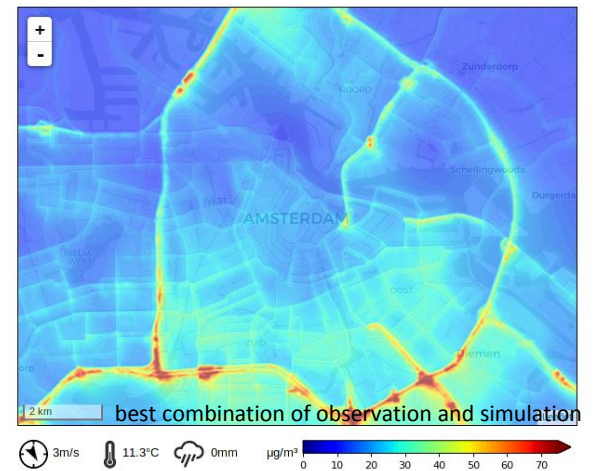 +
-
Zunderdorp
NOORD
Schellingwoude
Durgerda
WEST
AMSTERDAM
NIEUW-
WEST
OOST
ZUID
Diemen
orp
2 km
best combination of observation and simulation
3m/s
11.3°C
0mm
µg/m³
0 10 20 30 40 50 60 70